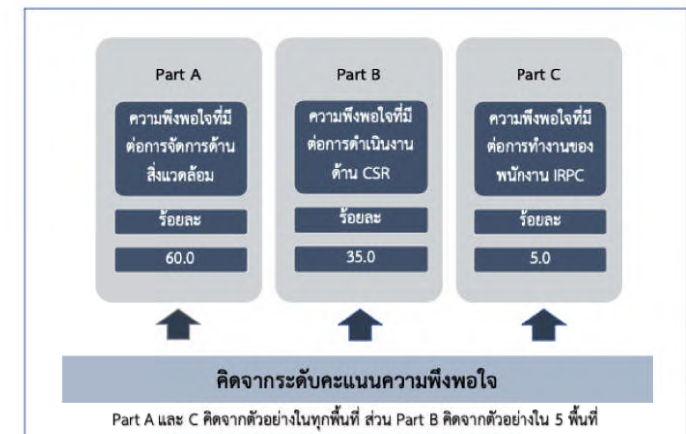 Part A
ความพึงพอใจที่มี
ต่อการจัดการด้าน
สิ่งแวดล้อม
ร้อยละ
60.0
Part B
ความพึงพอใจที่มี
ต่อการดำเนินงาน
ด้าน CSR
ร้อยละ
35.0
Part C
ความพึงพอใจที่มี
ต่อการทำงานของ
พนักงาน IRPC
ร้อยละ
5.0
คิดจากระดับคะแนนความพึงพอใจ
Part A และ C คิดจากตัวอย่างในทุกพื้นที่ ส่วน Part B คิดจากตัวอย่างใน 5 พื้นที่